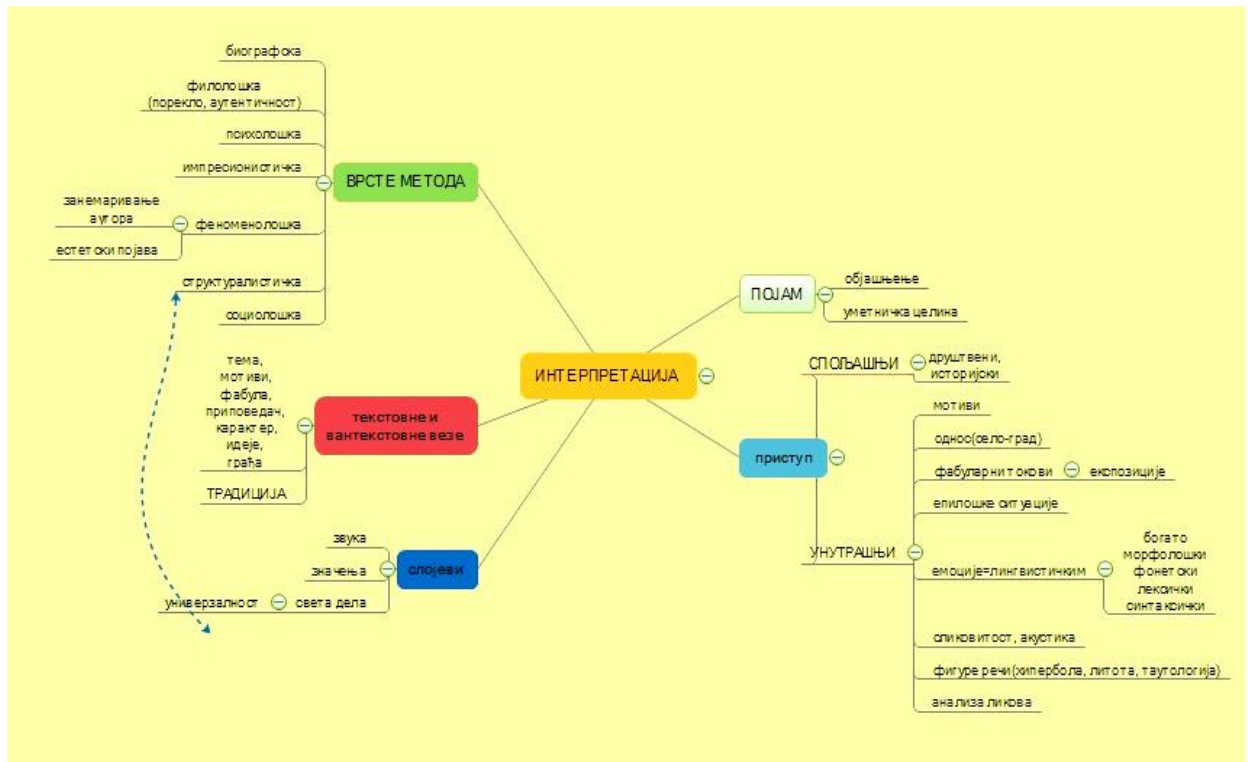 биографска
филолошка
(порекло, аутентичност)
психолошка
импресионистичка
ВРСТЕ МЕТОДА
занемаривање
аутора
феноменолошка
естетски појава
структуралистичка
социолошка
тема,
мотиви,
фабула,
приповедач,
карактер,
идеје,
грађа
текстовне и
вантекстовне везе
ТРАДИЦИЈА
звука
значења
слојеви
универзалност
света дела
ИНТЕРПРЕТАЦИЈА
ПОЈАМ
објашњење
уметничка целина
СПОЉАШЊИ
друштвени,
историјски
приступ
УНУТРАШЊИ
мотиви
однос(село-град)
фабуларни токови
експозиције
епилошке ситуације
емоције=лингвистичким
богато
морфолошки
фонетски
лексички
синтаксички
сликовитост, акустика
фигуре речи(хипербола, литота, таутологија)
анализа ликова